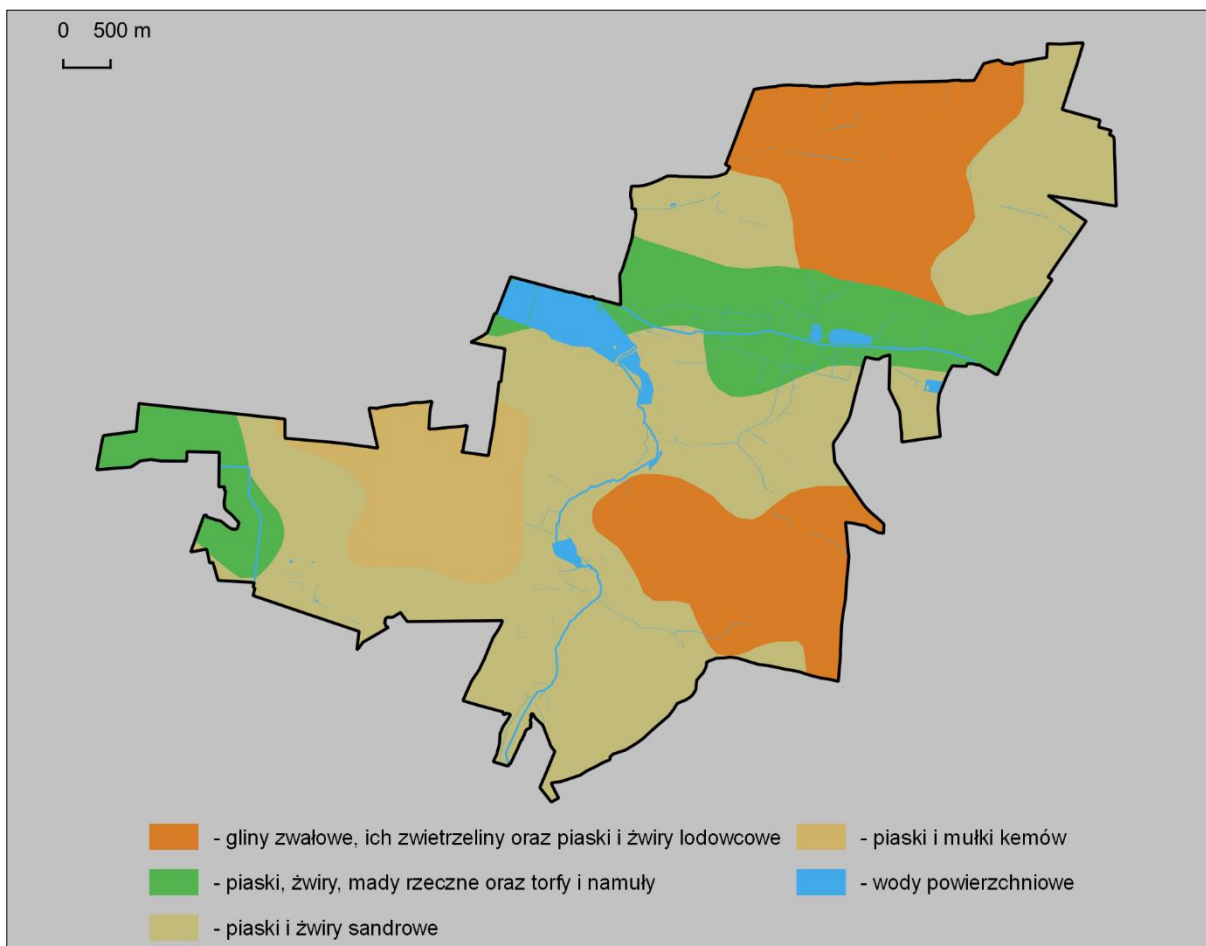 0 500 m
- gliny zwałowe, ich zwietrzeliny oraz piaski i żwiry lodowcowe
- piaski i mułki kemów
- piaski, żwiry, mady rzeczne oraz torfy i namuły
- wody powierzchniowe
- piaski i żwiry sandrowe